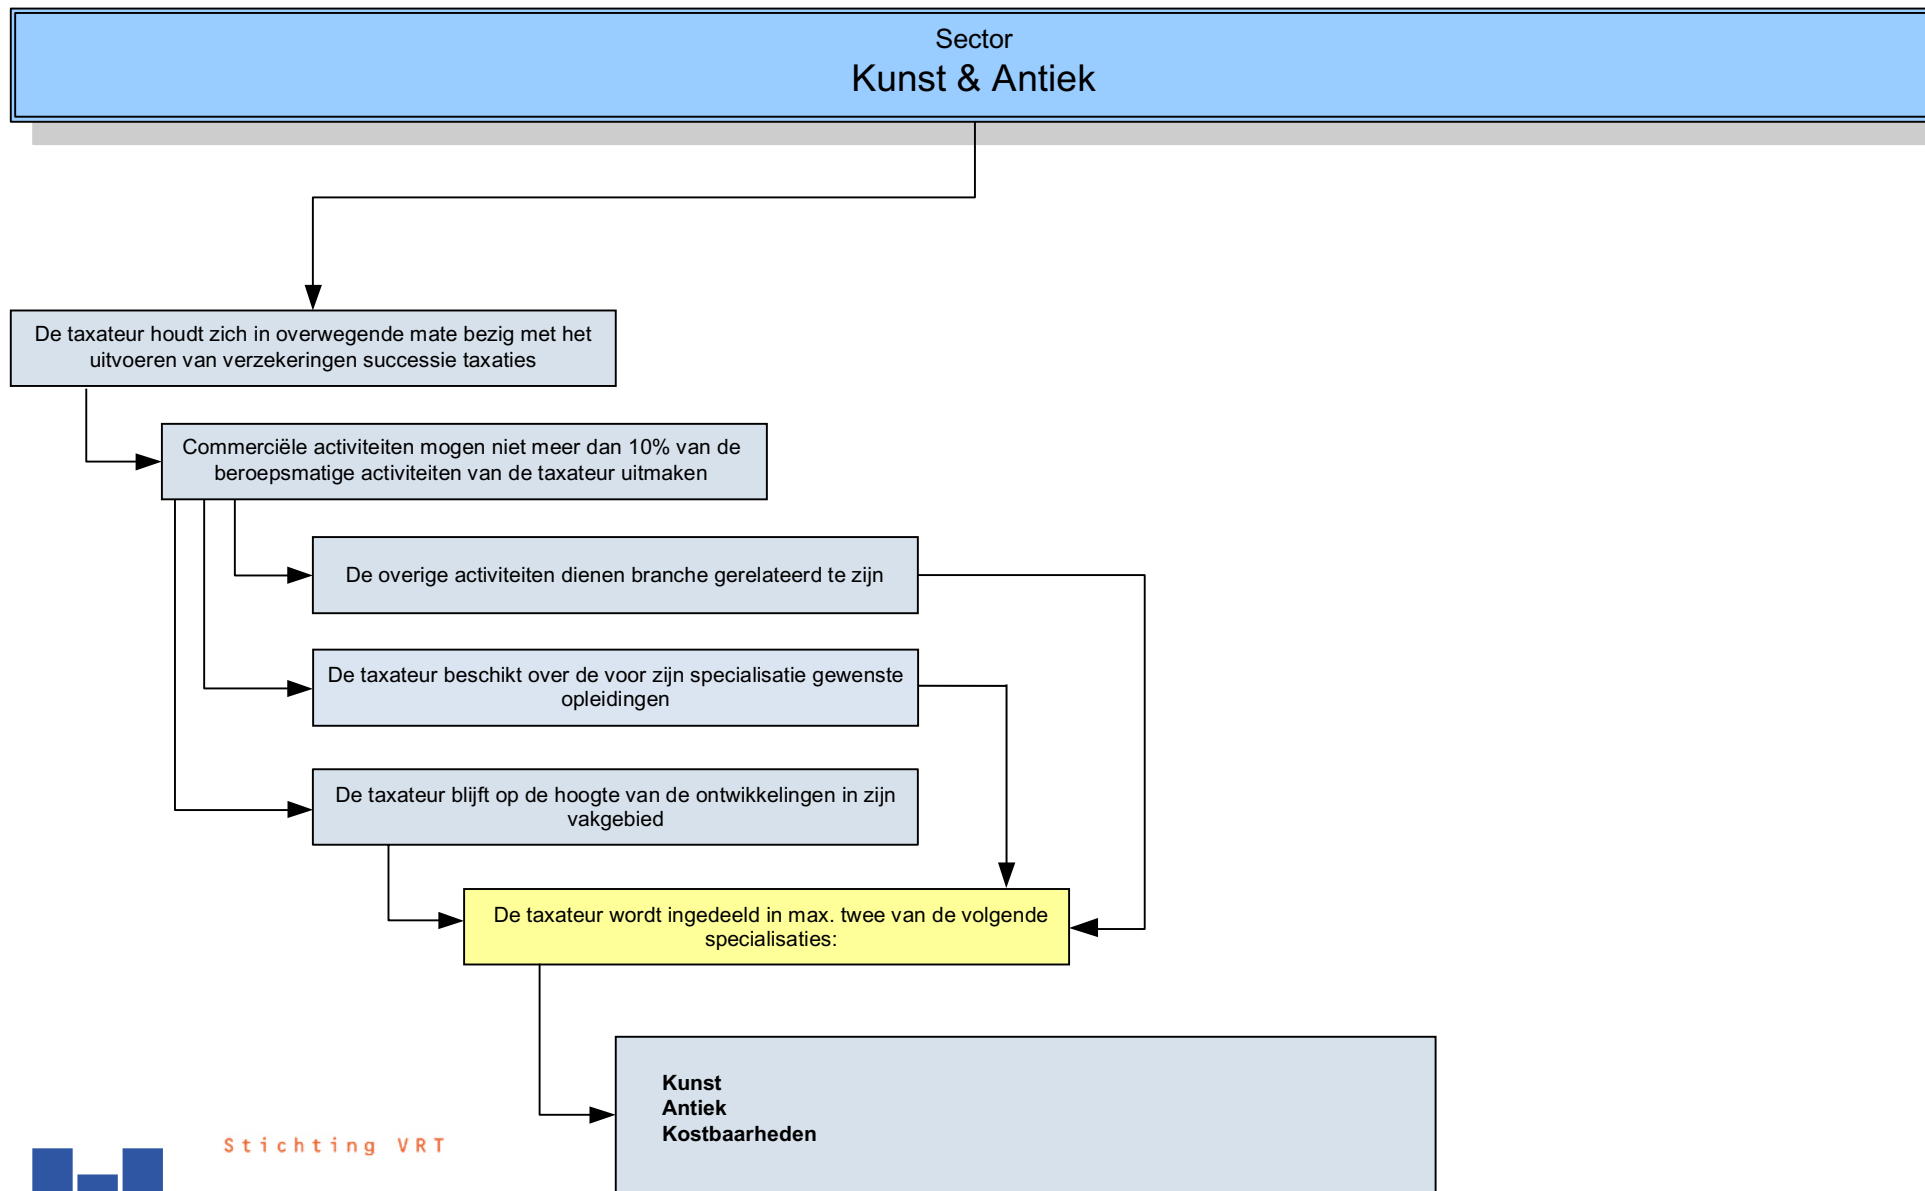 Sector
Kunst & Antiek
De taxateur houdt zich in overwegende mate bezig met het
uitvoeren van verzekeringen successie taxaties
Commerciële activiteiten mogen niet meer dan 10% van de
beroepsmatige activiteiten van de taxateur uitmaken
De overige activiteiten dienen branche gerelateerd te zijn
De taxateur beschikt over de voor zijn specialisatie gewenste
opleidingen
De taxateur blijft op de hoogte van de ontwikkelingen in zijn
vakgebied
De taxateur wordt ingedeeld in max. twee van de volgende
specialisaties:
Kunst
Antiek
Kostbaarheden
Stichting VRT